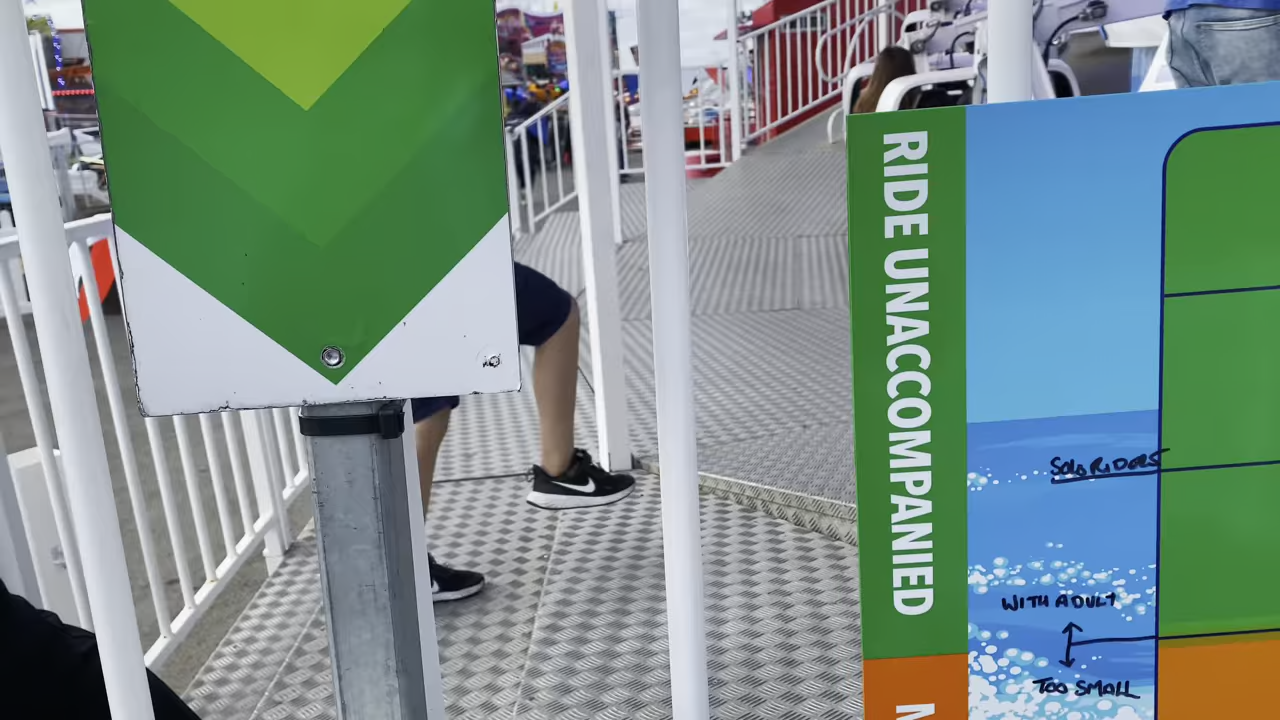 RIDE UNACCOMPANIED
SOLO RIDERS
WITH ADULT
TOO SMALL
M